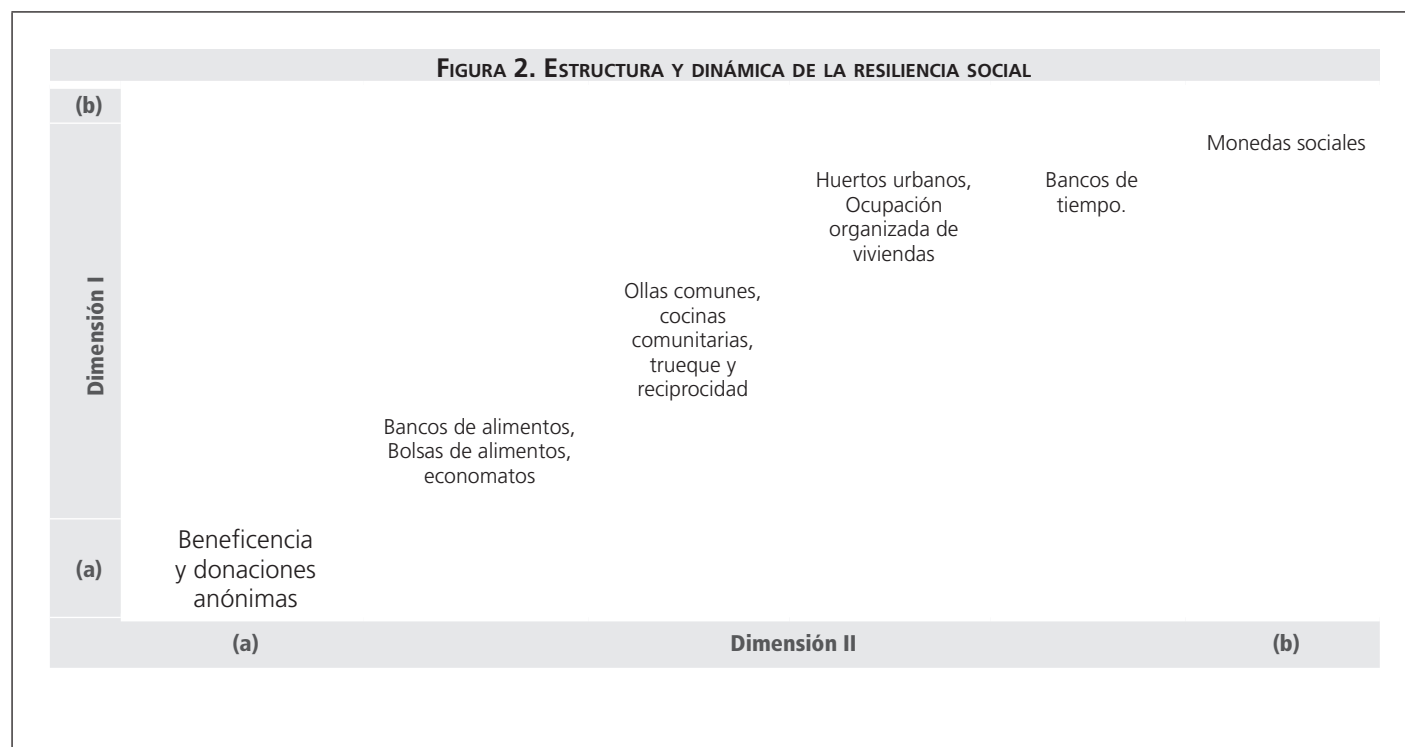 FIGURA 2. ESTRUCTURA Y DINÁMICA DE LA RESILIENCIA SOCIAL
(b)
Monedas sociales
Huertos urbanos,
Ocupación
organizada de
viviendas
Bancos de
tiempo.
Dimensión I
Ollas comunes,
cocinas
comunitarias,
trueque y
reciprocidad
Bancos de alimentos,
Bolsas de alimentos,
economatos
(a)
Beneficencia
y donaciones
anónimas
(a)
Dimensión II
(b)